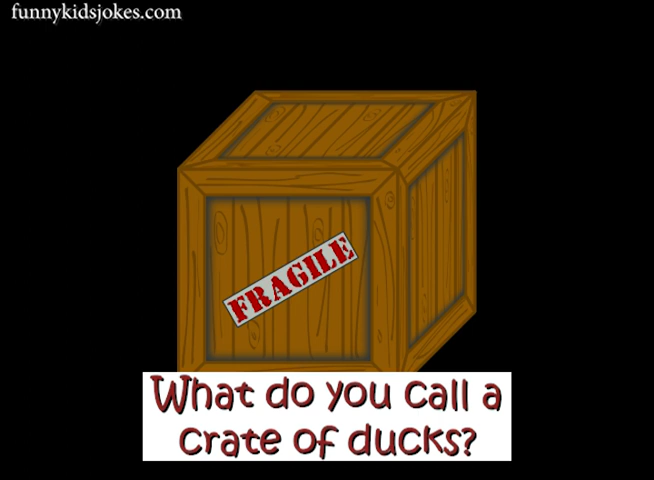 funnykidsjokes.com
FRAGILE
What do you call a
crate of ducks?